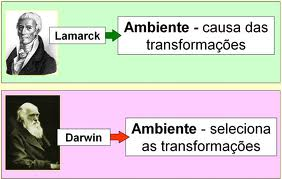 Lamarck
Ambiente - causa das
transformações
Darwin
Ambiente - seleciona
as transformações